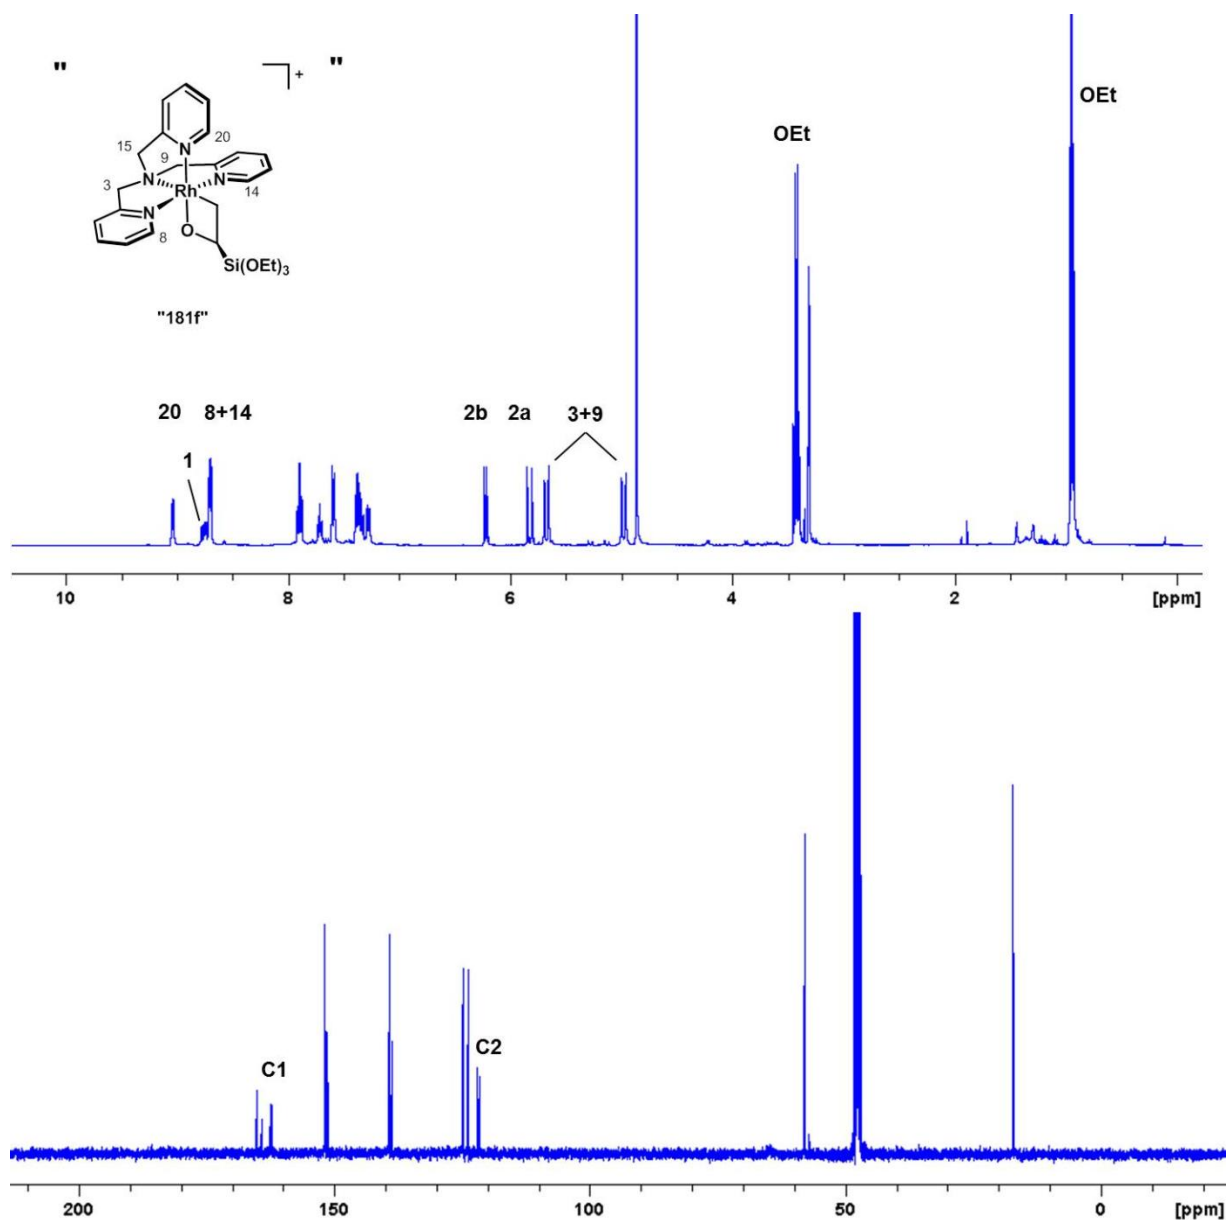 " ⁠ ] + "
20
15
9
N
N
N
Rh
N
14
3
O
8
Si(OEt)3
"181f"
OEt
OEt
20 8+14 2b 2a 3+9
1
10 8 6 4 2 [ppm]
C1
C2
200 150 100 50 0 [ppm]